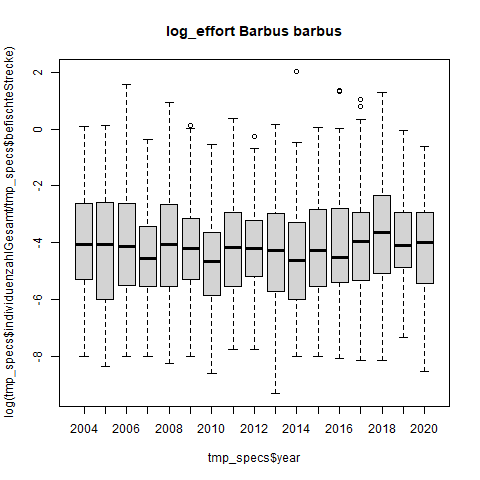 log_effort Barbus barbus
log(tmp_specs$individuenzahlGesamt/tmp_specs$befischteStrecke)
2
0
-2
-4
-6
-8
2004 2006 2008 2010 2012 2014 2016 2018 2020
tmp_specs$year